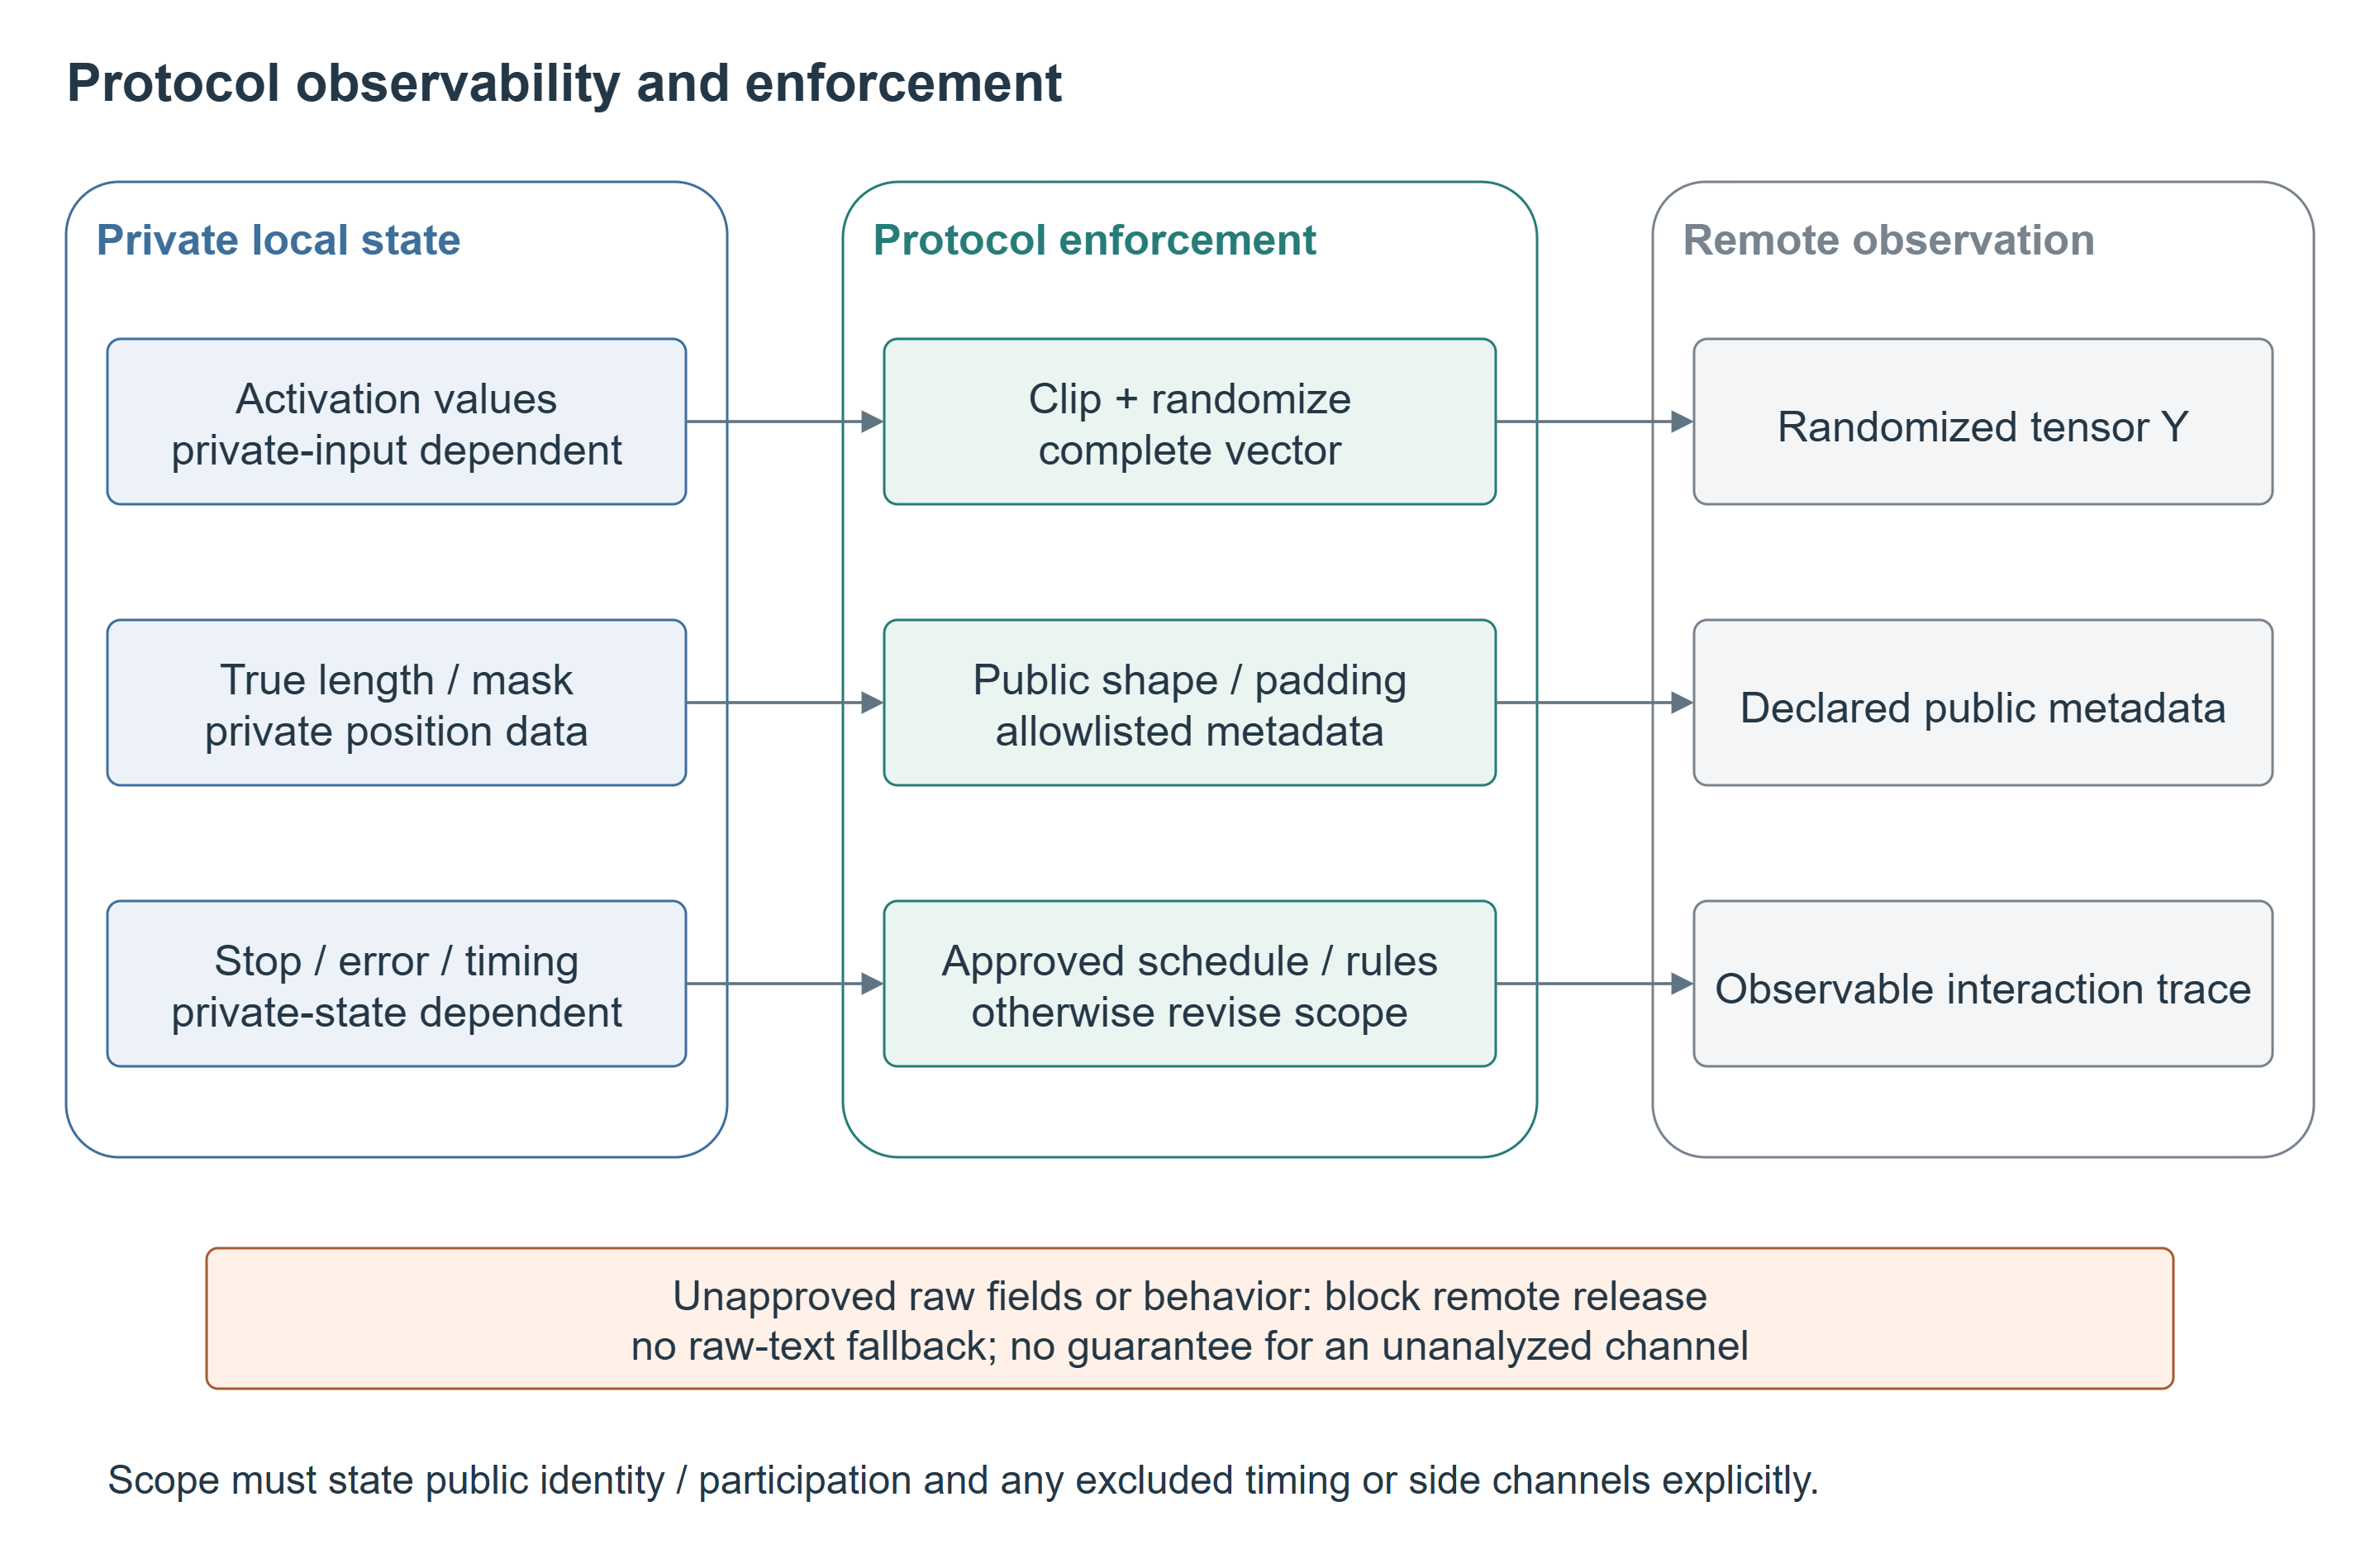 Protocol observability and enforcement
Private local state
Protocol enforcement
Remote observation
Activation values
private-input dependent
Clip + randomize
complete vector
Randomized tensor Y
True length / mask
private position data
Public shape / padding
allowlisted metadata
Declared public metadata
Stop / error / timing
private-state dependent
Approved schedule / rules
otherwise revise scope
Observable interaction trace
Unapproved raw fields or behavior: block remote release
no raw-text fallback; no guarantee for an unanalyzed channel
Scope must state public identity / participation and any excluded timing or side channels explicitly.